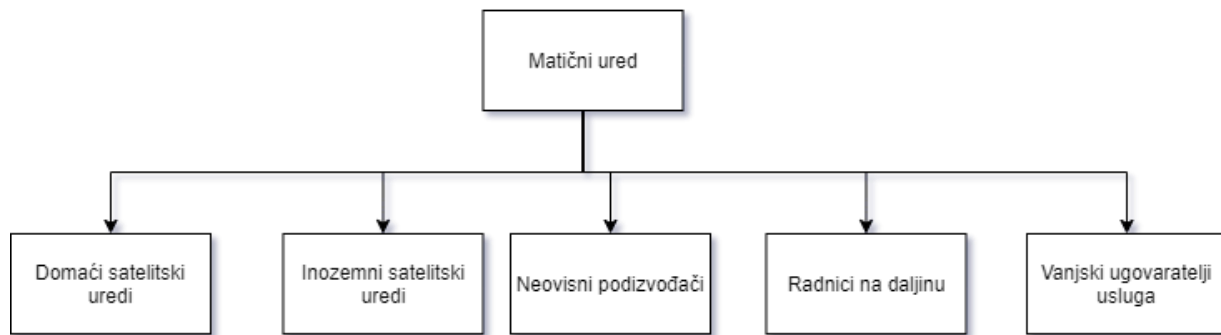 Matični ured
Domaći satelitski
uredi
Inozemni satelitski
uredi
Neovisni podizvođači
Radnici na daljinu
Vanjski ugovaratelji
usluga